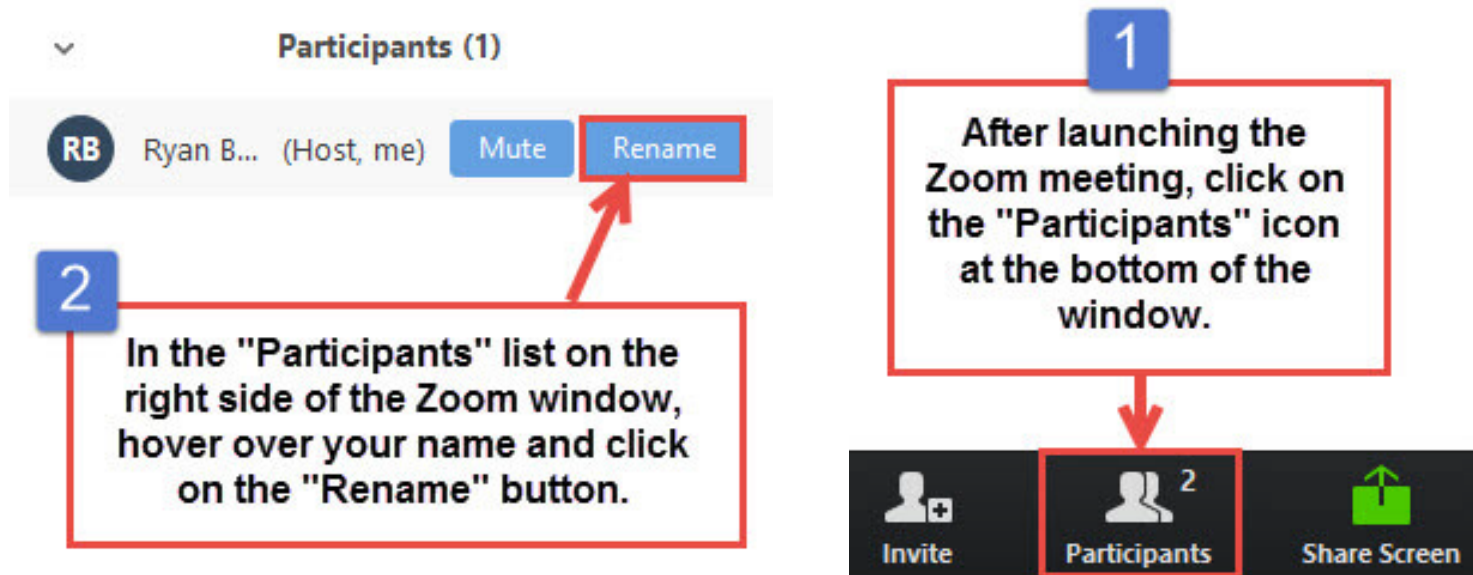 Participants (1)
RB Ryan B... (Host, me) Mute Rename
2
In the "Participants" list on the
right side of the Zoom window,
hover over your name and click
on the "Rename" button.
1
After launching the
Zoom meeting, click on
the "Participants" icon
at the bottom of the
window.
2
Invite Participants Share Screen